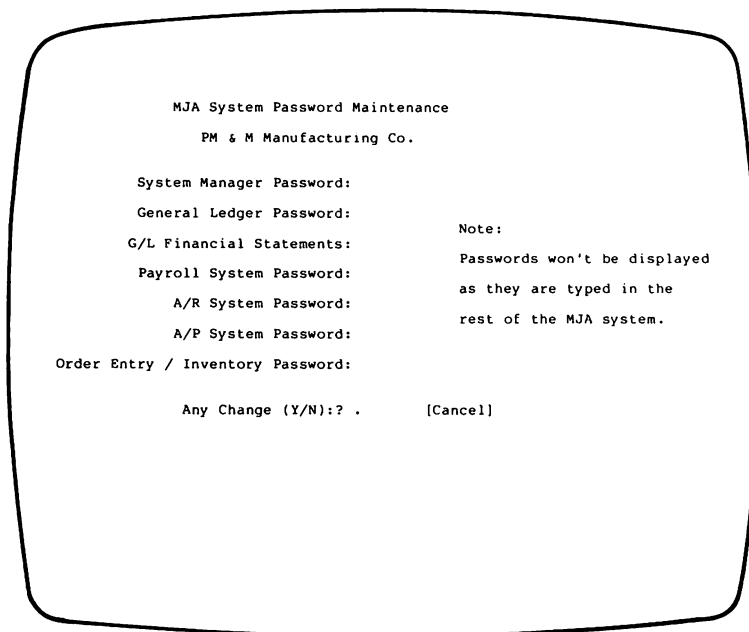 MJA System Password Maintenance
PM & M Manufacturing Co.
System Manager Password:
General Ledger Password:
G/L Financial Statements:
Payroll System Password:
A/R System Password:
A/P System Password:
Order Entry / Inventory Password:
Note:
Passwords won't be displayed
as they are typed in the
rest of the MJA system.
Any Change (Y/N):? . [Cancel]